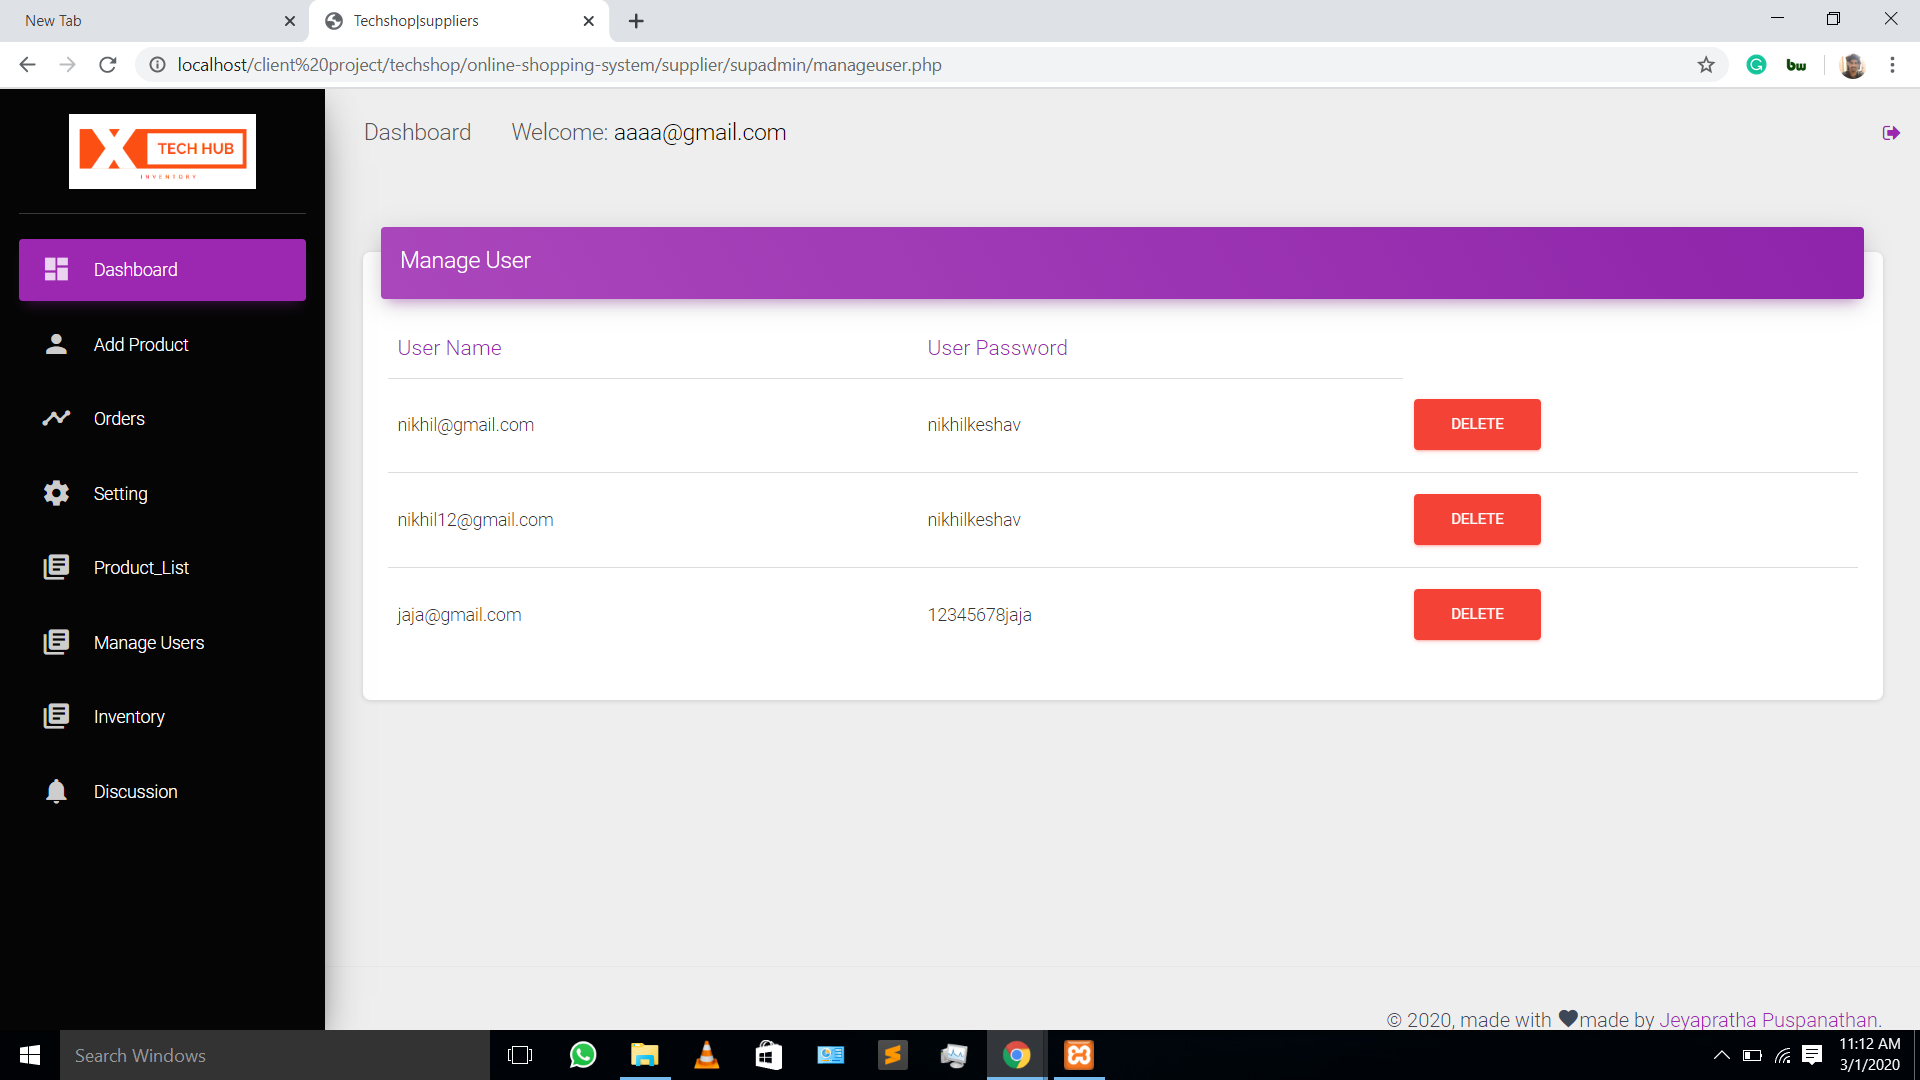 New Tab
Techshop|suppliers
localhost/client%20project/techshop/online-shopping-system/supplier/supadmin/manageuser.php
bw
TECH HUB
INVENTORY
Dashboard
Welcome: aaaa@gmail.com
Dashboard
Add Product
Orders
Setting
Product_List
Manage Users
Inventory
Discussion
Manage User
User Name
User Password
nikhil@gmail.com
nikhilkeshav
DELETE
nikhil12@gmail.com
nikhilkeshav
DELETE
jaja@gmail.com
12345678jaja
DELETE
© 2020, made with made by Jeyapratha Puspanathan.
Search Windows
11:12 AM
3/1/2020